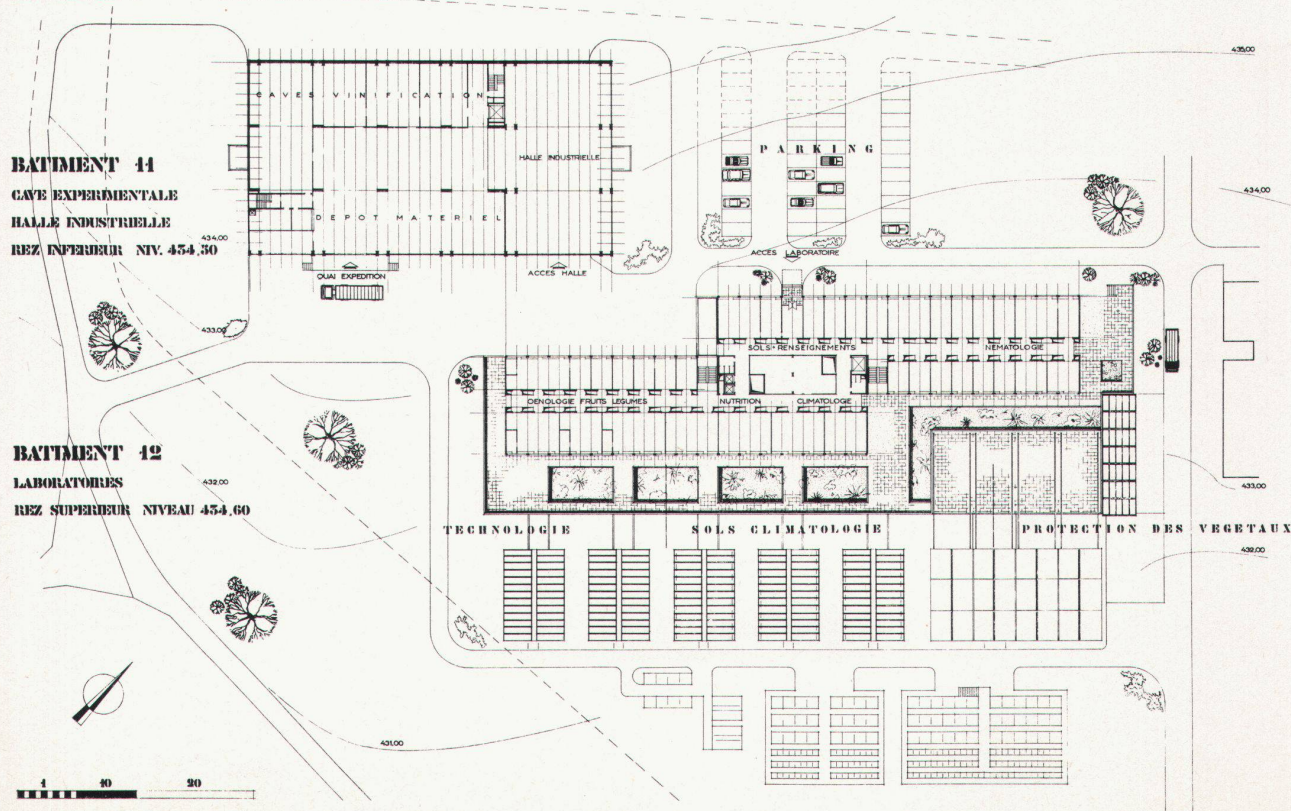 435,00
CAVES VINIFICATION
PARKING
HALLE INDUSTRIELLE
BATIMENT 11
CAVE EXPERIMENTALE
HALLE INDUSTRIELLE
REZ INFERIEUR NIV. 434,30
434,00
434,00
DEPOT MATERIEL
ACCES LABORATOIRE
QUAI EXPEDITION
ACCES HALLE
433,00
SOLS • RENSEIGNEMENTS
NEMATOLOGIE
OENOLOGIE FRUITS LEGUMES
NUTRITION
CLIMATOLOGIE
BATIMENT 12
LABORATOIRES
REZ SUPERIEUR NIVEAU 434,60
432,00
433,00
TECHNOLOGIE
SOLS CLIMATOLOGIE
PROTECTION DES VEGETAUX
432,00
431,00
1 10 20